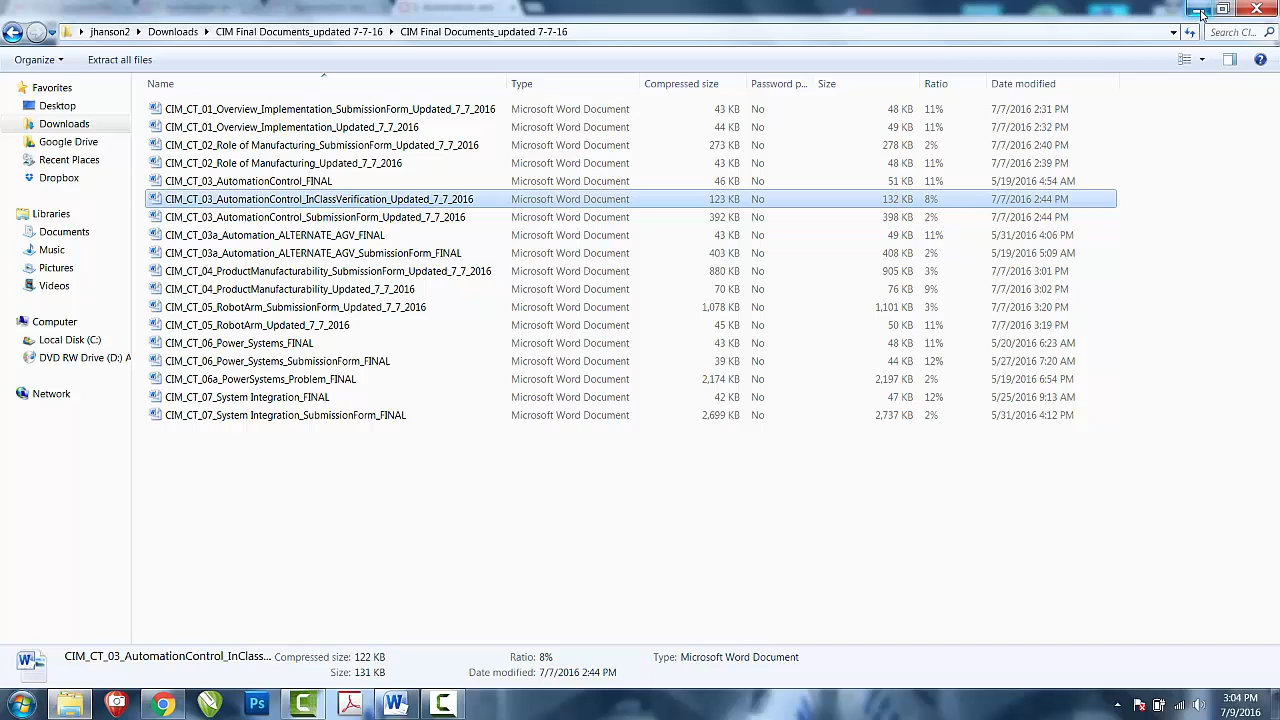 jhanson2 Downloads CIM Final Documents_updated 7-7-16 CIM Final Documents_updated 7-7-16 Search CI...
Organize Extract all files
Name Type Compressed size Password p... Size Ratio Date modified
Favorites
Desktop
Downloads
Google Drive
Recent Places
Dropbox
Libraries
Documents
Music
Pictures
Videos
Computer
Local Disk (C:)
DVD RW Drive (D:) A
Network
CIM_CT_01_Overview_Implementation_SubmissionForm_Updated_7_7_2016 Microsoft Word Document 43 KB No 48 KB 11% 7/7/2016 2:31 PM
CIM_CT_01_Overview_Implementation_Updated_7_7_2016 Microsoft Word Document 44 KB No 49 KB 11% 7/7/2016 2:32 PM
CIM_CT_02_Role of Manufacturing_SubmissionForm_Updated_7_7_2016 Microsoft Word Document 273 KB No 278 KB 2% 7/7/2016 2:40 PM
CIM_CT_02_Role of Manufacturing_Updated_7_7_2016 Microsoft Word Document 43 KB No 48 KB 11% 7/7/2016 2:39 PM
CIM_CT_03_AutomationControl_FINAL Microsoft Word Document 46 KB No 51 KB 11% 5/19/2016 4:54 AM
CIM_CT_03_AutomationControl_InClassVerification_Updated_7_7_2016 Microsoft Word Document 123 KB No 132 KB 8% 7/7/2016 2:44 PM
CIM_CT_03_AutomationControl_SubmissionForm_Updated_7_7_2016 Microsoft Word Document 392 KB No 398 KB 2% 7/7/2016 2:44 PM
CIM_CT_03a_Automation_ALTERNATE_AGV_FINAL Microsoft Word Document 43 KB No 49 KB 11% 5/31/2016 4:06 PM
CIM_CT_03a_Automation_ALTERNATE_AGV_SubmissionForm_FINAL Microsoft Word Document 403 KB No 408 KB 2% 5/19/2016 5:09 AM
CIM_CT_04_ProductManufacturability_SubmissionForm_Updated_7_7_2016 Microsoft Word Document 880 KB No 905 KB 3% 7/7/2016 3:01 PM
CIM_CT_04_ProductManufacturability_Updated_7_7_2016 Microsoft Word Document 70 KB No 76 KB 9% 7/7/2016 3:02 PM
CIM_CT_05_RobotArm_SubmissionForm_Updated_7_7_2016 Microsoft Word Document 1,078 KB No 1,101 KB 3% 7/7/2016 3:20 PM
CIM_CT_05_RobotArm_Updated_7_7_2016 Microsoft Word Document 45 KB No 50 KB 11% 7/7/2016 3:19 PM
CIM_CT_06_Power_Systems_FINAL Microsoft Word Document 43 KB No 48 KB 11% 5/20/2016 6:23 AM
CIM_CT_06_Power_Systems_SubmissionForm_FINAL Microsoft Word Document 39 KB No 44 KB 12% 5/27/2016 7:20 AM
CIM_CT_06a_PowerSystems_Problem_FINAL Microsoft Word Document 2,174 KB No 2,197 KB 2% 5/19/2016 6:54 PM
CIM_CT_07_System Integration_FINAL Microsoft Word Document 42 KB No 47 KB 12% 5/25/2016 9:13 AM
CIM_CT_07_System Integration_SubmissionForm_FINAL Microsoft Word Document 2,699 KB No 2,737 KB 2% 5/31/2016 4:12 PM
CIM_CT_03_AutomationControl_InClass... Compressed size: 122 KB Ratio: 8% Type: Microsoft Word Document
Size: 131 KB Date modified: 7/7/2016 2:44 PM
Ps
3:04 PM
7/9/2016